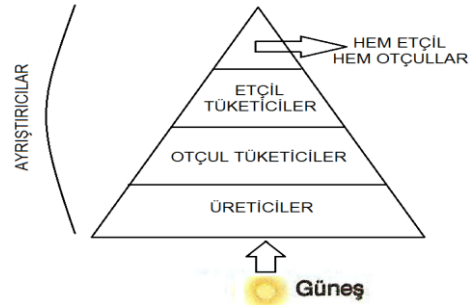 HEM ETÇİL
HEM OTÇULLAR
ETÇİL
TÜKETİCİLER
OTÇUL TÜKETİCİLER
ÜRETİCİLER
AYRIŞTIRICILAR
Güneş